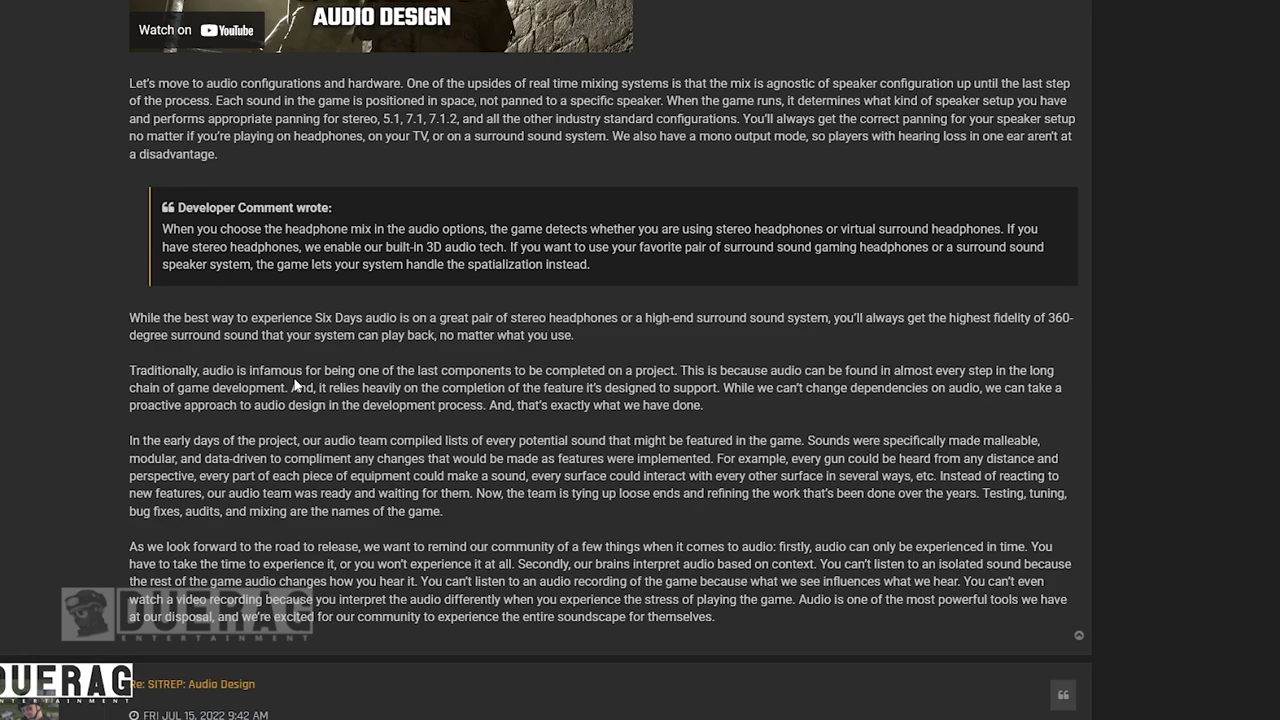 AUDIO DESIGN
Watch on YouTube
Let's move to audio configurations and hardware. One of the upsides of real time mixing systems is that the mix is agnostic of speaker configuration up until the last step
of the process. Each sound in the game is positioned in space, not panned to a specific speaker. When the game runs, it determines what kind of speaker setup you have
and performs appropriate panning for stereo, 5.1, 7.1, 7.1.2, and all the other industry standard configurations. You'll always get the correct panning for your speaker setup
no matter if you're playing on headphones, on your TV, or on a surround sound system. We also have a mono output mode, so players with hearing loss in one ear aren't at
a disadvantage.
Developer Comment wrote:
When you choose the headphone mix in the audio options, the game detects whether you are using stereo headphones or virtual surround headphones. If you
have stereo headphones, we enable our built-in 3D audio tech. If you want to use your favorite pair of surround sound gaming headphones or a surround sound
speaker system, the game lets your system handle the spatialization instead.
While the best way to experience Six Days audio is on a great pair of stereo headphones or a high-end surround sound system, you'll always get the highest fidelity of 360-
degree surround sound that your system can play back, no matter what you use.
Traditionally, audio is infamous for being one of the last components to be completed on a project. This is because audio can be found in almost every step in the long
chain of game development. And, it relies heavily on the completion of the feature it's designed to support. While we can't change dependencies on audio, we can take a
proactive approach to audio design in the development process. And, that's exactly what we have done.
In the early days of the project, our audio team compiled lists of every potential sound that might be featured in the game. Sounds were specifically made malleable,
modular, and data-driven to compliment any changes that would be made as features were implemented. For example, every gun could be heard from any distance and
perspective, every part of each piece of equipment could make a sound, every surface could interact with every other surface in several ways, etc. Instead of reacting to
new features, our audio team was ready and waiting for them. Now, the team is tying up loose ends and refining the work that's been done over the years. Testing, tuning,
bug fixes, audits, and mixing are the names of the game.
As we look forward to the road to release, we want to remind our community of a few things when it comes to audio: firstly, audio can only be experienced in time. You
have to take the time to experience it, or you won't experience it at all. Secondly, our brains interpret audio based on context. You can't listen to an isolated sound because
the rest of the game audio changes how you hear it. You can't listen to an audio recording of the game because what we see influences what we hear. You can't even
watch a video recording because you interpret the audio differently when you experience the stress of playing the game. Audio is one of the most powerful tools we have
at our disposal, and we're excited for our community to experience the entire soundscape for themselves.
DUERAG
ENTERTAINMENT
DUERAG
ENTERTAINMENT
Re: SITREP: Audio Design
FRI JUL 15, 2022 9:42 AM